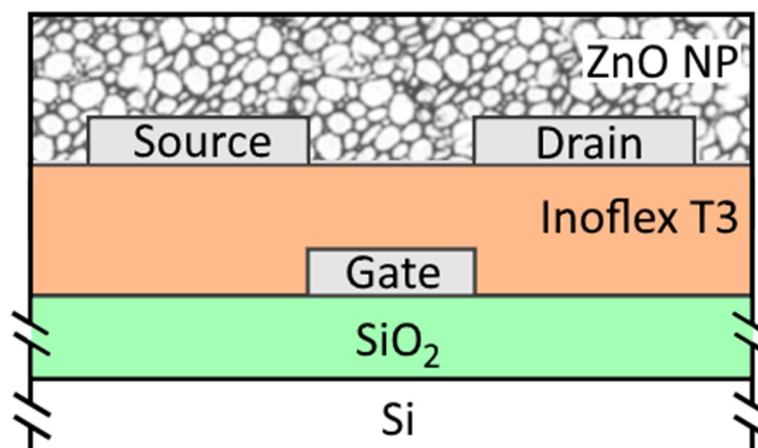 ZnO NP
Source
Drain
Inoflex T3
Gate
SiO₂
Si